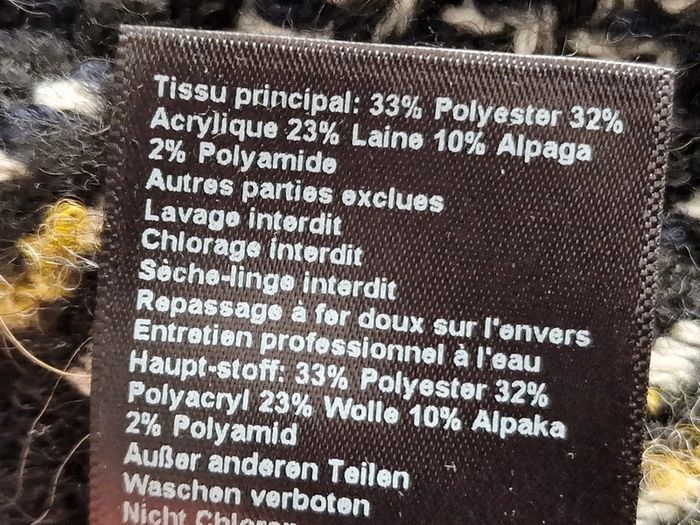 Tissu principal: 33% Polyester 32%
Acrylique 23% Laine 10% Alpaga
2% Polyamide
Autres parties exclues
Lavage interdit
Chlorage interdit
Sèche-linge interdit
Repassage à fer doux sur l'envers
Entretien professionnel à l'eau
Haupt-stoff: 33% Polyester 32%
Polyacryl 23% Wolle 10% Alpaka
2% Polyamid
Außer anderen Teilen
Waschen verboten
Nicht